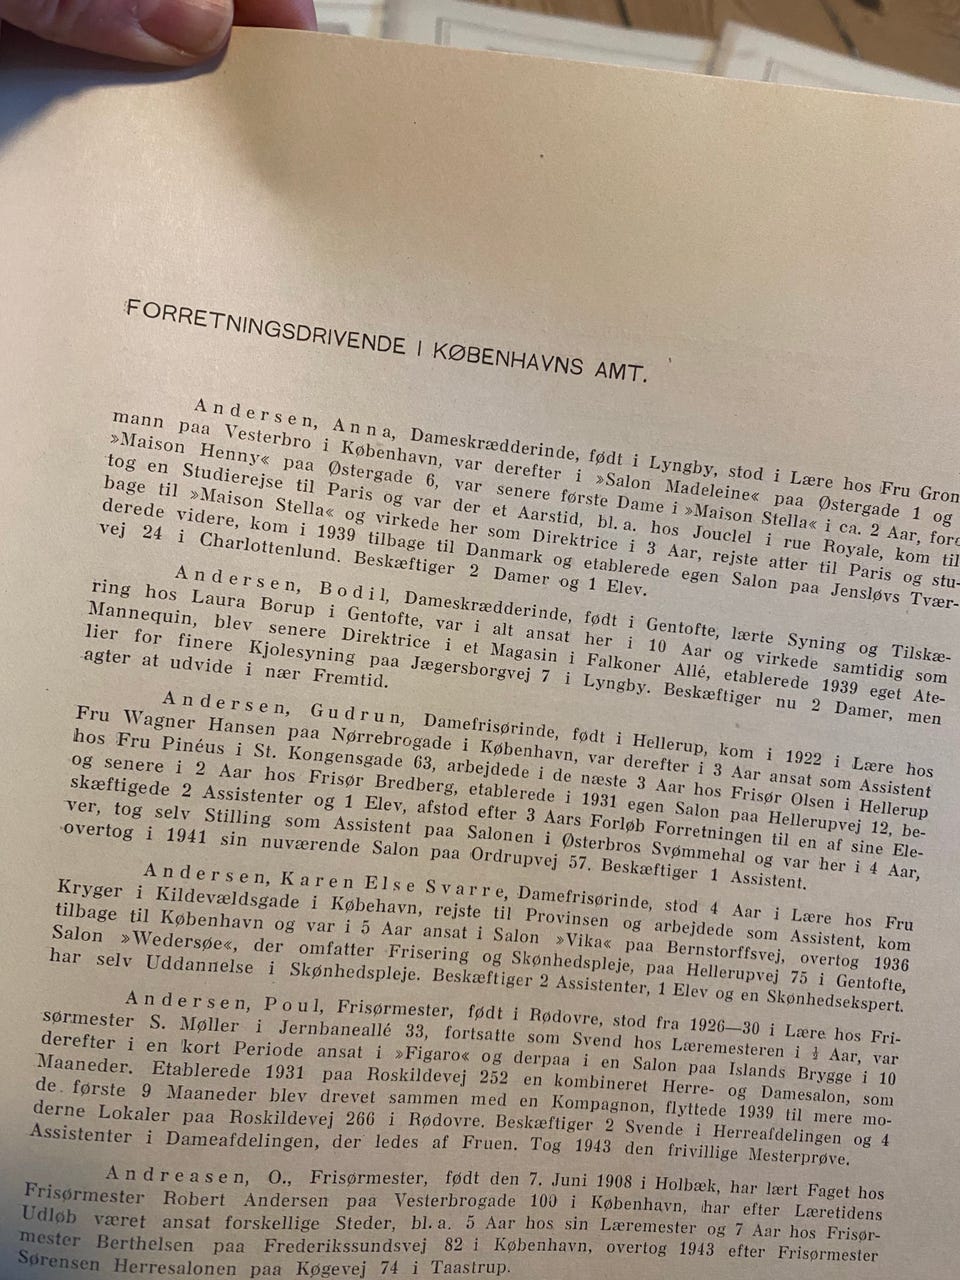 FORRETNINGSDRIVENDE I KØBENHAVNS AMT.
Andersen, Anna, Dameskrædderinde, født i Lyngby, stod i Lære hos Fru Gron
mann paa Vesterbro i København, var derefter i »Salon Madeleine« paa Østergade 1 og
»Maison Henny« paa Østergade 6, var senere første Dame i »Maison Stella« i ca. 2 Aar, ford
tog en Studierejse til Paris og var der et Aarstid, bl. a. hos Jouclel i rue Royale, kom til
bage til »Maison Stella« og virkede her som Direktrice i 3 Aar, rejste atter til Paris og stu-
derede videre, kom i 1939 tilbage til Danmark og etablerede egen Salon paa Jensløvs Tvær-
vej 24 i Charlottenlund. Beskæftiger 2 Damer og 1 Elev.
Andersen, Bodil, Dameskrædderinde, født i Gentofte, lærte Syning og Tilskæ-
ring hos Laura Borup i Gentofte, var i alt ansat her i 10 Aar og virkede samtidig som
Mannequin, blev senere Direktrice i et Magasin i Falkoner Allé, etablerede 1939 eget Ate-
lier for finere Kjolesyning paa Jægersborgvej 7 i Lyngby. Beskæftiger nu 2 Damer, men
agter at udvide i nær Fremtid.
Andersen, Gudrun, Damefrisørinde, født i Hellerup, kom i 1922 i Lære hos
Fru Wagner Hansen paa Nørrebrogade i København, var derefter i 3 Aar ansat som Assistent
hos Fru Pinéus i St. Kongensgade 63, arbejdede i de næste 3 Aar hos Frisør Olsen i Hellerup
og senere i 2 Aar hos Frisør Bredberg, etablerede i 1931 egen Salon paa Hellerupvej 12, be-
skæftigede 2 Assistenter og 1 Elev, afstod efter 3 Aars Forløb Forretningen til en af sine Ele-
ver, tog selv Stilling som Assistent paa Salonen i Østerbros Svømmehal og var her i 4 Aar,
overtog i 1941 sin nuværende Salon paa Ordrupvej 57. Beskæftiger 1 Assistent.
Andersen, Karen Else Svarre, Damefrisørinde, stod 4 Aar i Lære hos Fru
Kryger i Kildevældsgade i Købehavn, rejste til Provinsen og arbejdede som Assistent, kom
tilbage til København og var i 5 Aar ansat i Salon »Vika« paa Bernstorffsvej, overtog 1936
Salon »Wedersøe«, der omfatter Frisering og Skønhedspleje, paa Hellerupvej 75 i Gentofte,
har selv Uddannelse i Skønhedspleje. Beskæftiger 2 Assistenter, 1 Elev og en Skønhedsekspert.
Andersen, Poul, Frisørmester, født i Rødovre, stod fra 1926—30 i Lære hos Fri-
sørmester S. Møller i Jernbaneallé 33, fortsatte som Svend hos Læremesteren i ½ Aar, var
derefter i en kort Periode ansat i »Figaro« og derpaa i en Salon paa Islands Brygge i 10
Maaneder. Etablerede 1931 paa Roskildevej 252 en kombineret Herre- og Damesalon, som
de første 9 Maaneder blev drevet sammen med en Kompagnon, flyttede 1939 til mere mo-
derne Lokaler paa Roskildevej 266 i Rødovre. Beskæftiger 2 Svende i Herreafdelingen og 4
Assistenter i Dameafdelingen, der ledes af Fruen. Tog 1943 den frivillige Mesterprøve.
Andreasen, O., Frisørmester, født den 7. Juni 1908 i Holbæk, har lært Faget hos
Frisørmester Robert Andersen paa Vesterbrogade 100 i København, har efter Læretidens
Udløb været ansat forskellige Steder, bl. a. 5 Aar hos sin Læremester og 7 Aar hos Frisør-
mester Berthelsen paa Frederikssundsvej 82 i København, overtog 1943 efter Frisørmester
Sørensen Herresalonen paa Køgevej 74 i Taastrup.